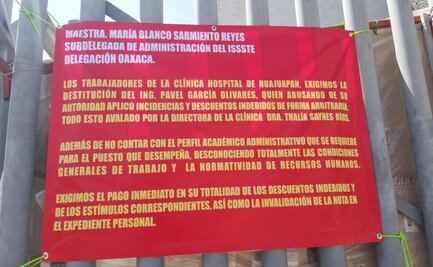 MAESTRA. MARÍA BLANCO SARMIENTO REYES
SUBDELEGADA DE ADMINISTRACIÓN DEL ISSSTE
DELEGACIÓN OAXACA.
LOS TRABAJADORES DE LA CLÍNICA HOSPITAL DE HUAJUAPAN, EXIGIMOS LA
DESTITUCIÓN DEL ING. PAVEL GARCÍA OLIVARES, QUIEN ABUSANDO DE SU
AUTORIDAD APLICO INCIDENCIAS Y DESCUENTOS INDEBIDOS DE FORMA ARBITRARIA,
TODO ESTO AVALADO POR LA DIRECTORA DE LA CLÍNICA DRA. THALÍA SAYNES RÍOS.
ADEMÁS DE NO CONTAR CON EL PERFIL ACADÉMICO ADMINISTRATIVO QUE SE REQUIERE
PARA EL PUESTO QUE DESEMPEÑA, DESCONOCIENDO TOTALMENTE LAS CONDICIONES
GENERALES DE TRABAJO Y LA NORMATIVIDAD DE RECURSOS HUMANOS.
EXIGIMOS EL PAGO INMEDIATO EN SU TOTALIDAD DE LOS DESCUENTOS INDEBIDOS Y
DE LOS ESTÍMULOS CORRESPONDIENTES, ASÍ COMO LA INVALIDACIÓN DE LA NOTA EN
EL EXPEDIENTE PERSONAL.